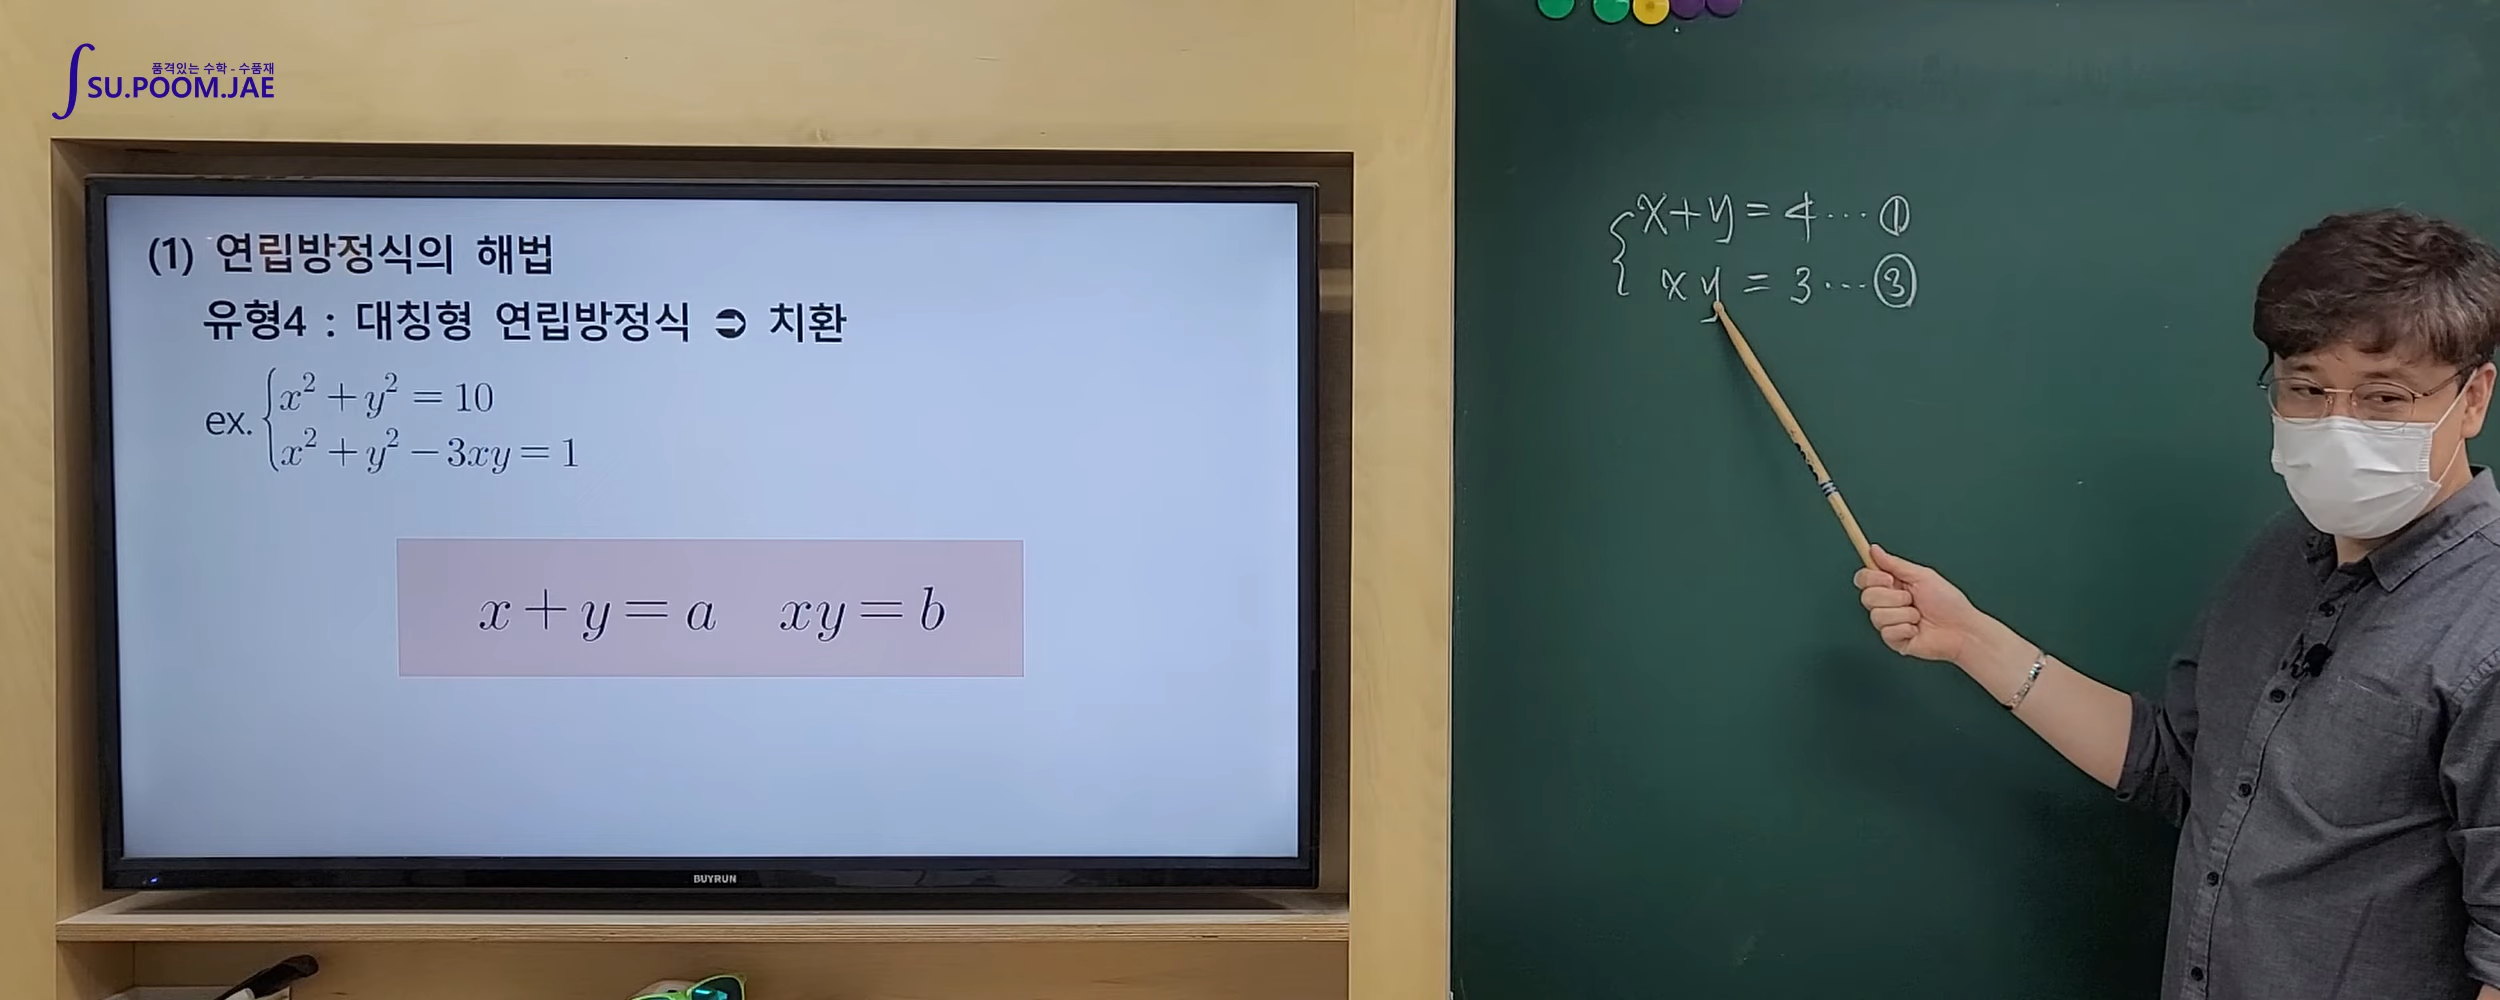 품격있는 수학 - 수품재
∫SU.POOM.JAE
(1) 연립방정식의 해법
유형4 : 대칭형 연립방정식 ➲ 치환
ex. { x² + y² = 10
x² + y² − 3xy = 1
x + y = a xy = b
BUYRUN
{ x + y = 4 ··· ①
xy = 3 ··· ③